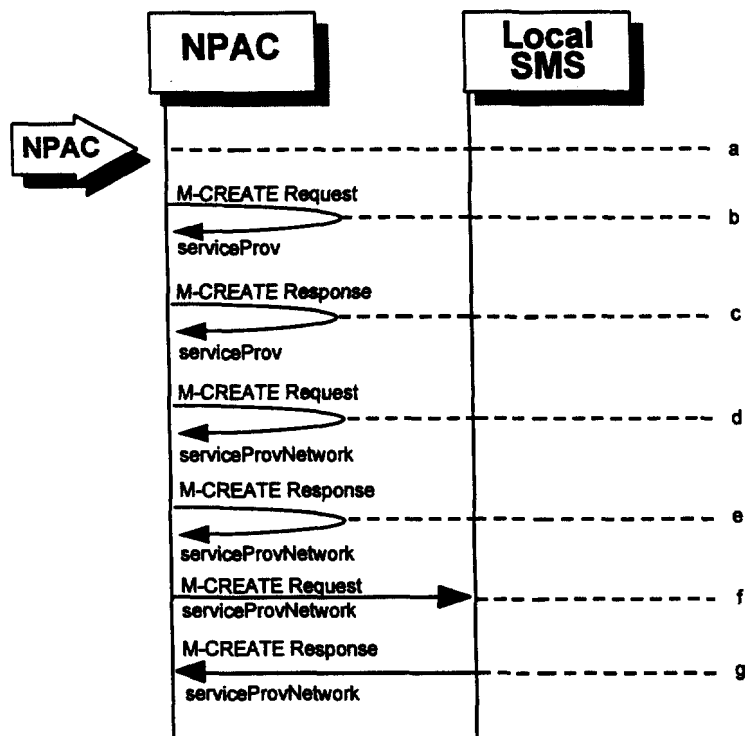 NPAC
Local
SMS
NPAC
a
M-CREATE Request
b
serviceProv
M-CREATE Response
c
serviceProv
M-CREATE Request
d
serviceProvNetwork
M-CREATE Response
e
serviceProvNetwork
M-CREATE Request
f
serviceProvNetwork
M-CREATE Response
g
serviceProvNetwork